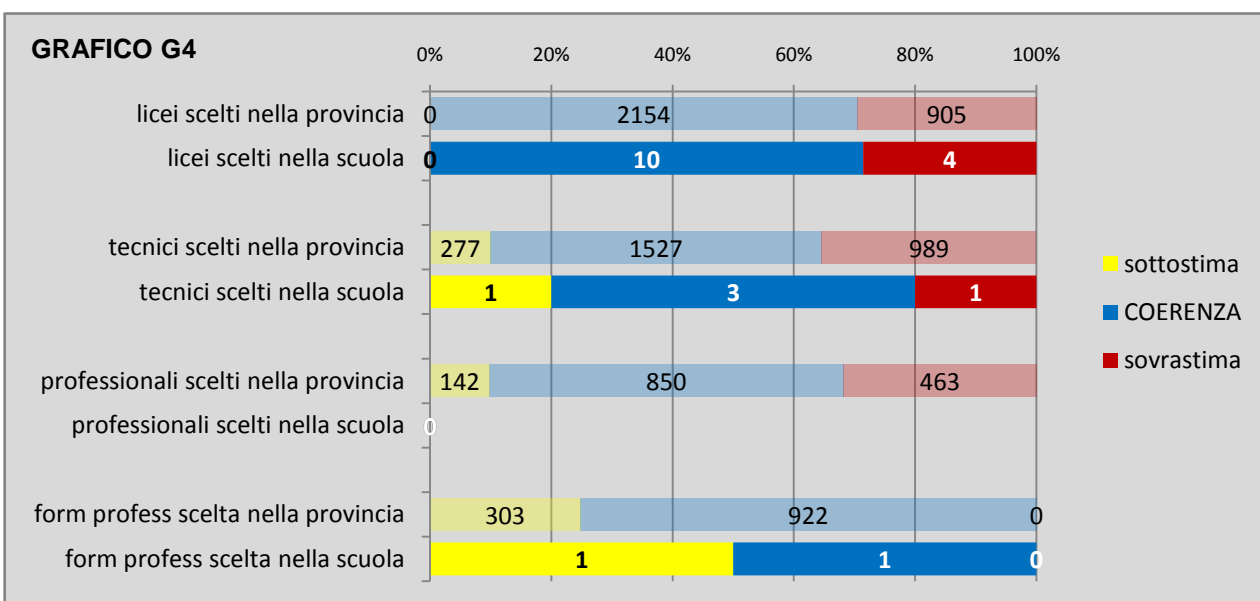 GRAFICO G4
0% 20% 40% 60% 80% 100%
licei scelti nella provincia 0 2154 905
licei scelti nella scuola 0 10 4
tecnici scelti nella provincia 277 1527 989
tecnici scelti nella scuola 1 3 1
professionali scelti nella provincia 142 850 463
professionali scelti nella scuola 0
form profess scelta nella provincia 303 922 0
form profess scelta nella scuola 1 1 0
sottostima
COERENZA
sovrastima